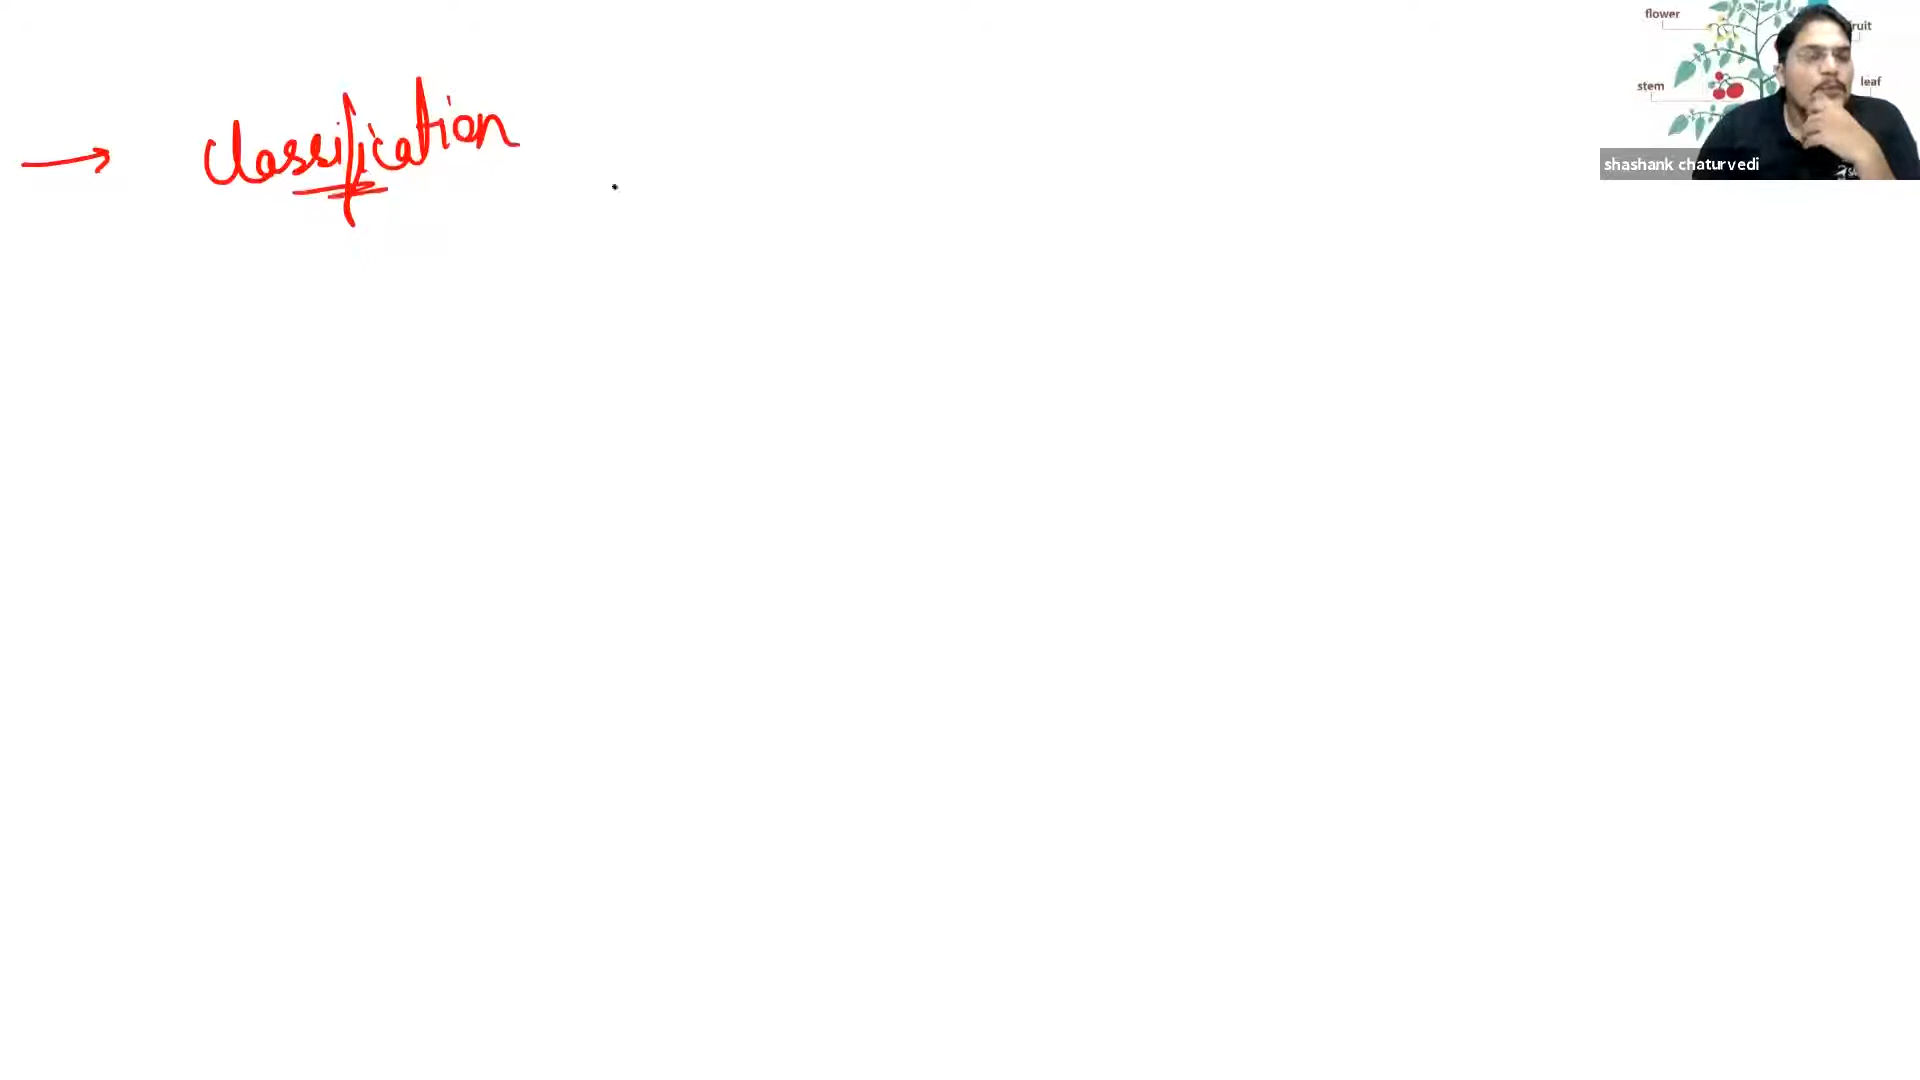 flower
fruit
→ classification
stem
leaf
shashank chaturvedi